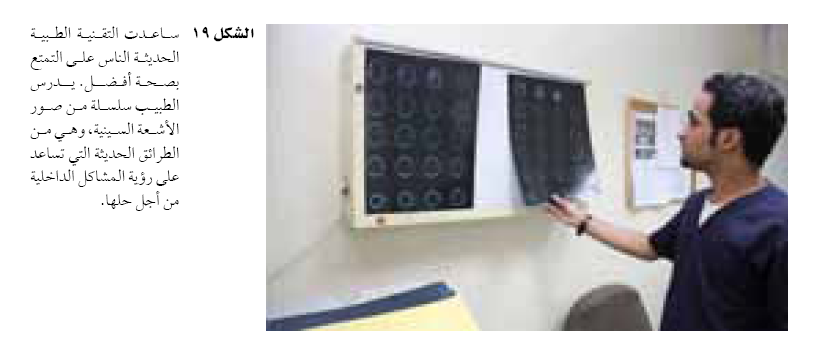 الشكل ١٩ ساعدت التقنية الطبية
الحديثة الناس على التمتع
بصحة أفضل. يدرس
الطبيب سلسلة من صور
الأشعة السينية، وهي من
الطرائق الحديثة التي تساعد
على رؤية المشاكل الداخلية
من أجل حلها.